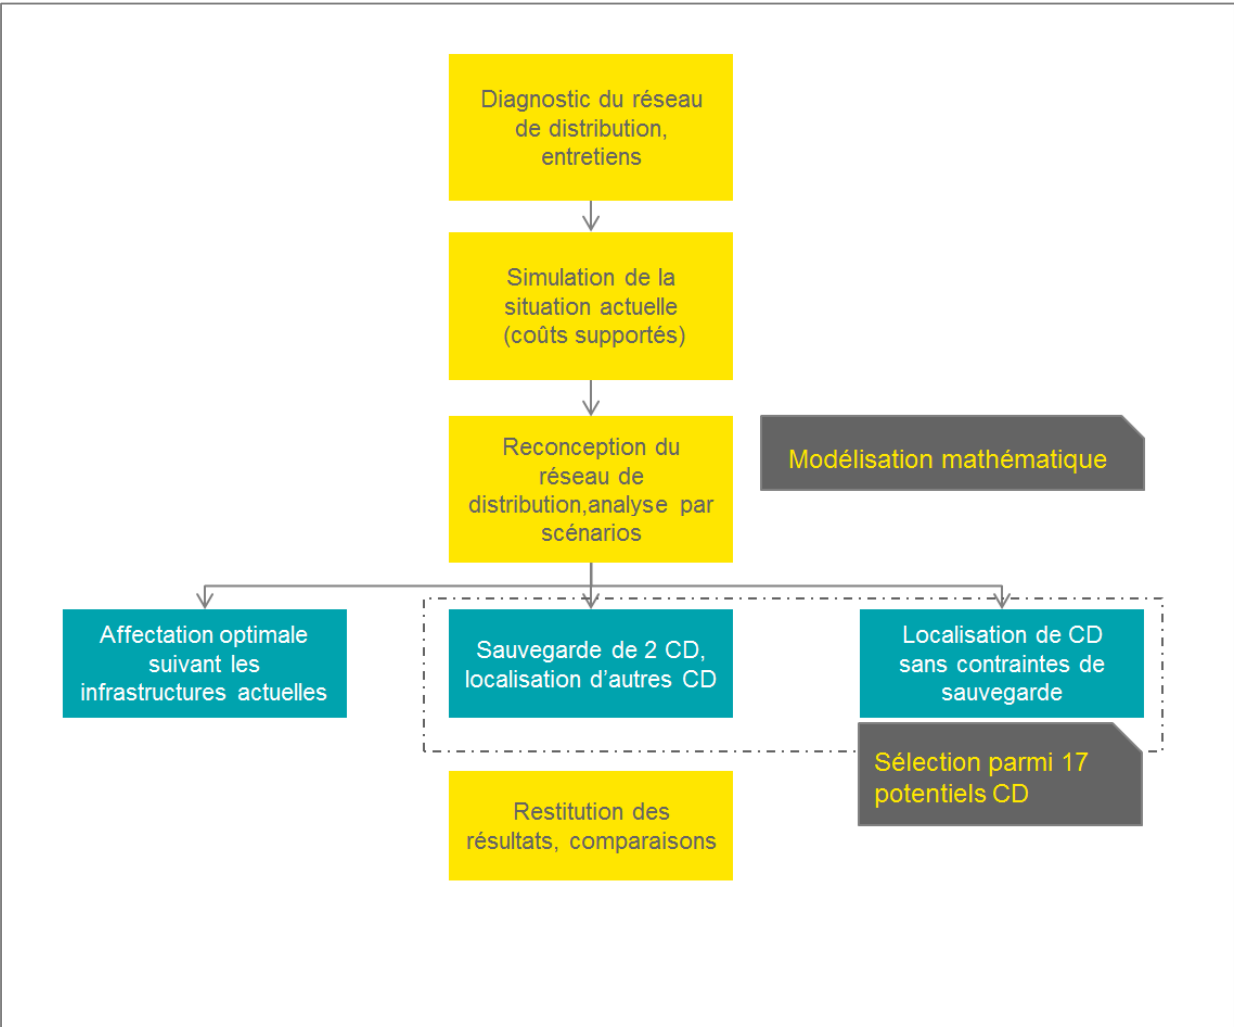 Diagnostic du réseau
de distribution,
entretiens
Simulation de la
situation actuelle
(coûts supportés)
Reconception du
réseau de
distribution,analyse par
scénarios
Modélisation mathématique
Affectation optimale
suivant les
infrastructures actuelles
Sauvegarde de 2 CD,
localisation d'autres CD
Localisation de CD
sans contraintes de
sauvegarde
Sélection parmi 17
potentiels CD
Restitution des
résultats, comparaisons